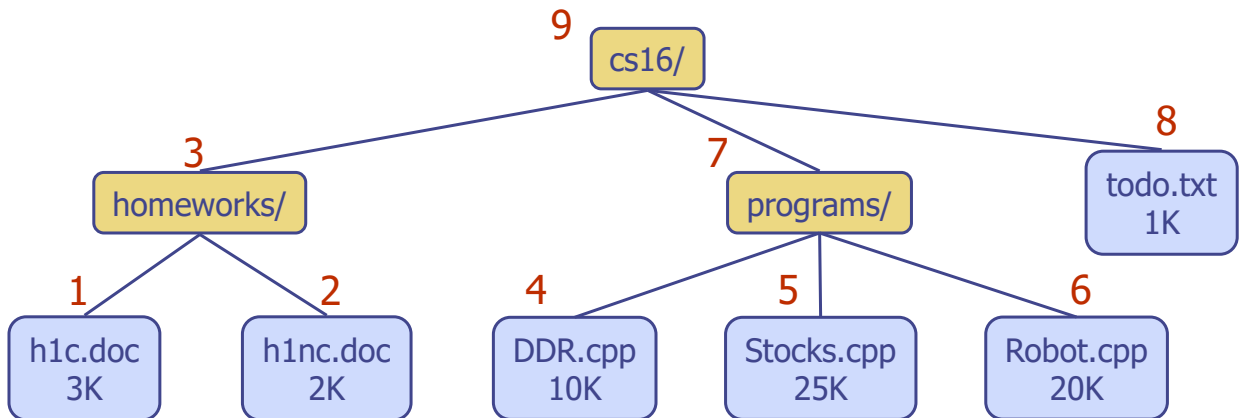 9
cs16/
3
homeworks/
7
programs/
8
todo.txt
1K
1
h1c.doc
3K
2
h1nc.doc
2K
4
DDR.cpp
10K
5
Stocks.cpp
25K
6
Robot.cpp
20K